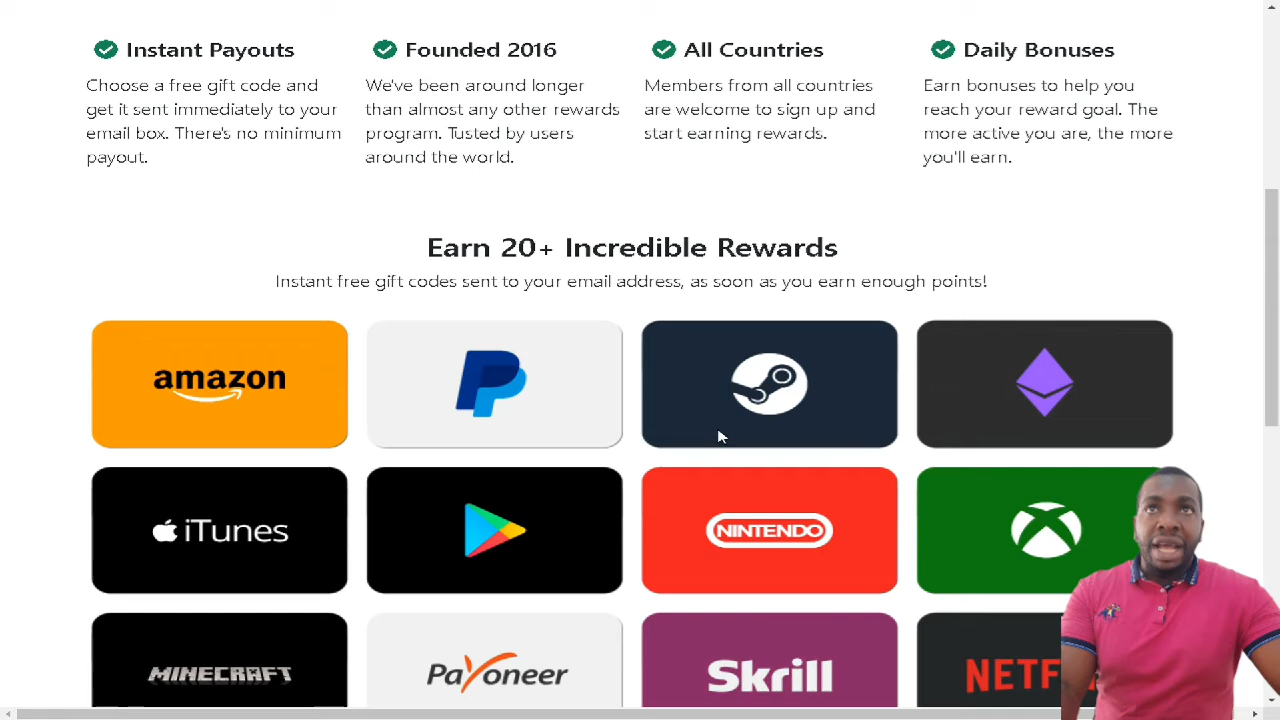 Instant Payouts
Choose a free gift code and
get it sent immediately to your
email box. There's no minimum
payout.
Founded 2016
We've been around longer
than almost any other rewards
program. Tusted by users
around the world.
All Countries
Members from all countries
are welcome to sign up and
start earning rewards.
Daily Bonuses
Earn bonuses to help you
reach your reward goal. The
more active you are, the more
you'll earn.
Earn 20+ Incredible Rewards
Instant free gift codes sent to your email address, as soon as you earn enough points!
amazon
iTunes
NINTENDO
MINECRAFT
Payoneer
Skrill
NETF